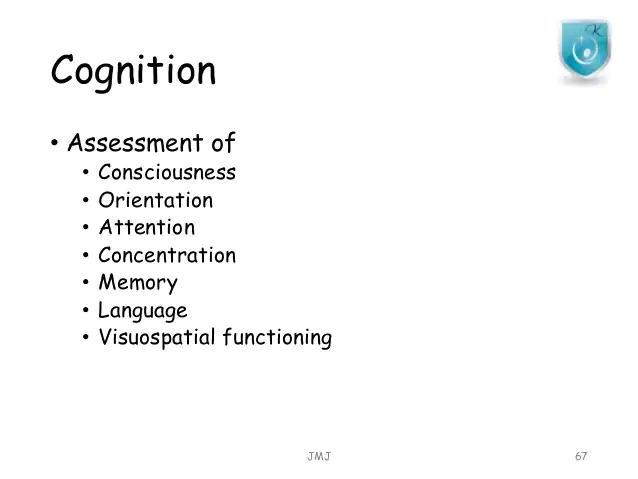 K
Cognition
• Assessment of
• Consciousness
• Orientation
• Attention
• Concentration
• Memory
• Language
• Visuospatial functioning
JMJ
67